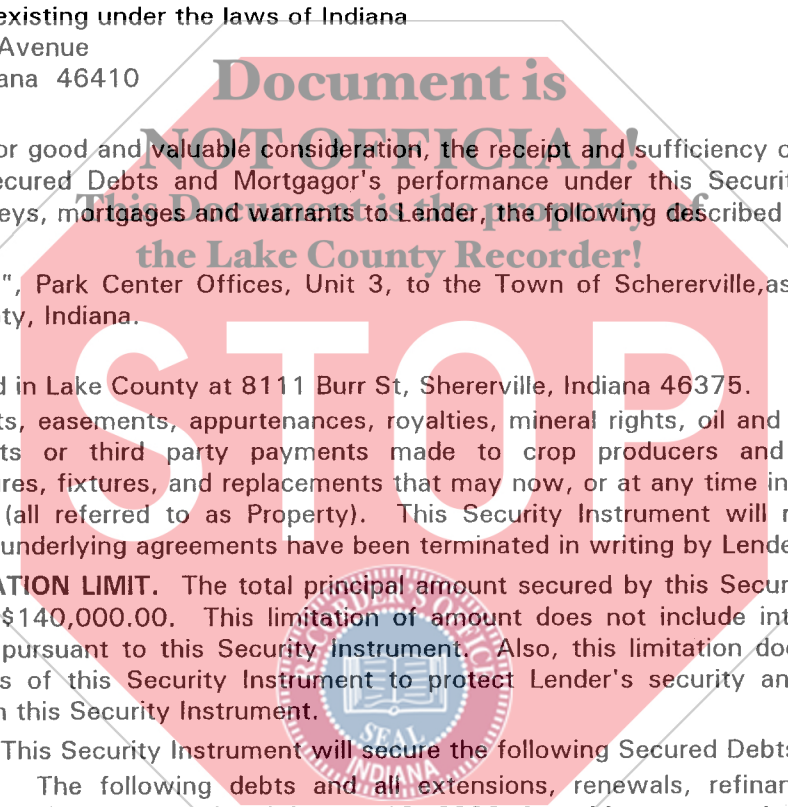 existing under the laws of Indiana
Avenue
ana 46410
Document is
NOT OFFICIAL!
or good and valuable consideration, the receipt and sufficiency o
ecured Debts and Mortgagor's performance under this Securit
eys, mortgages and warrants to Lender, the following described
This Document is the property of
the Lake County Recorder!
", Park Center Offices, Unit 3, to the Town of Schererville,as
ty, Indiana.
STOP
d in Lake County at 8111 Burr St, Shererville, Indiana 46375.
ts, easements, appurtenances, royalties, mineral rights, oil and
ts or third party payments made to crop producers and
ures, fixtures, and replacements that may now, or at any time in
(all referred to as Property). This Security Instrument will r
underlying agreements have been terminated in writing by Lende
ATION LIMIT. The total principal amount secured by this Secur
$140,000.00. This limitation of amount does not include int
pursuant to this Security Instrument. Also, this limitation doe
s of this Security Instrument to protect Lender's security an
n this Security Instrument.
RECORDER'S OFFICE
SEAL
INDIANA
This Security Instrument will secure the following Secured Debts
The following debts and all extensions, renewals, refinan